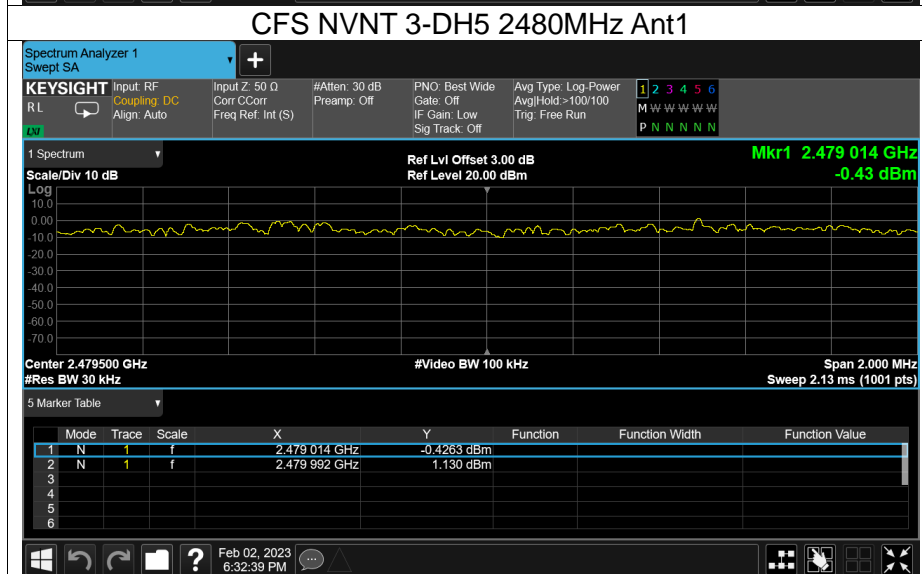 CFS NVNT 3-DH5 2480MHz Ant1
Spectrum Analyzer 1
Swept SA
+
KEYSIGHT
R L
LXI
Input: RF
Coupling: DC
Align: Auto
Input Z: 50 Ω
Corr CCorr
Freq Ref: Int (S)
#Atten: 30 dB
Preamp: Off
PNO: Best Wide
Gate: Off
IF Gain: Low
Sig Track: Off
Avg Type: Log-Power
Avg|Hold:>100/100
Trig: Free Run
1 2 3 4 5 6
M W W W W W
P N N N N N
1 Spectrum
Scale/Div 10 dB
Ref Lvl Offset 3.00 dB
Ref Level 20.00 dBm
Mkr1 2.479 014 GHz
-0.43 dBm
Log
10.0
0.00
-10.0
-20.0
-30.0
-40.0
-50.0
-60.0
-70.0
Center 2.479500 GHz
#Video BW 100 kHz
Span 2.000 MHz
#Res BW 30 kHz
Sweep 2.13 ms (1001 pts)
5 Marker Table
Mode Trace Scale X Y Function Function Width Function Value
1 N 1 f 2.479 014 GHz -0.4263 dBm
2 N 1 f 2.479 992 GHz 1.130 dBm
3
4
5
6
?
Feb 02, 2023
6:32:39 PM